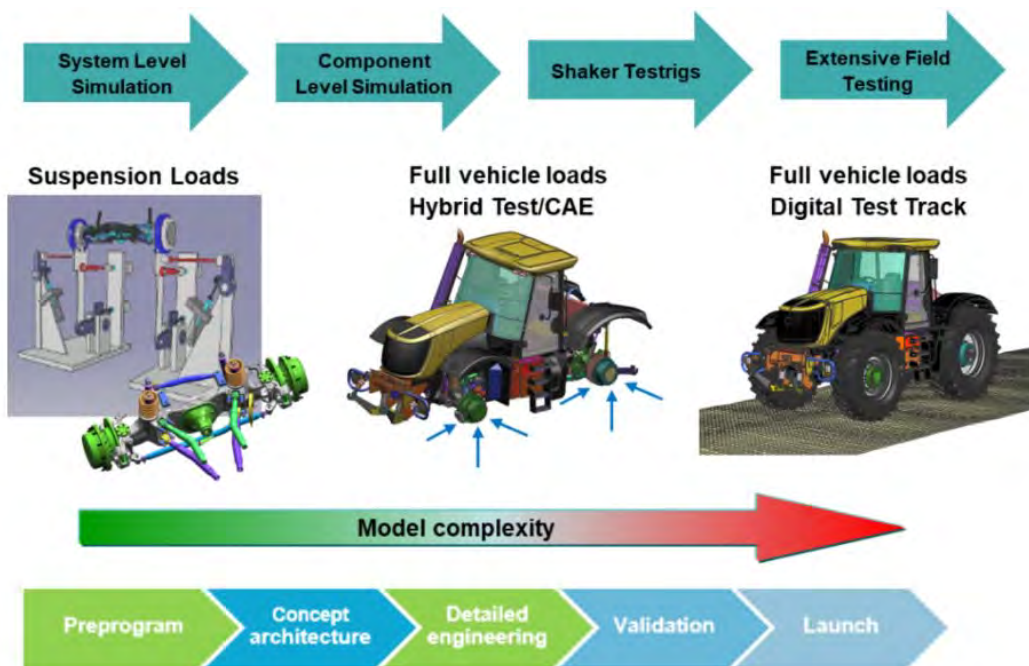 System Level
Simulation
Component
Level Simulation
Shaker Testrigs
Extensive Field
Testing
Suspension Loads
Full vehicle loads
Hybrid Test/CAE
Full vehicle loads
Digital Test Track
Model complexity
Preprogram
Concept
architecture
Detailed
engineering
Validation
Launch